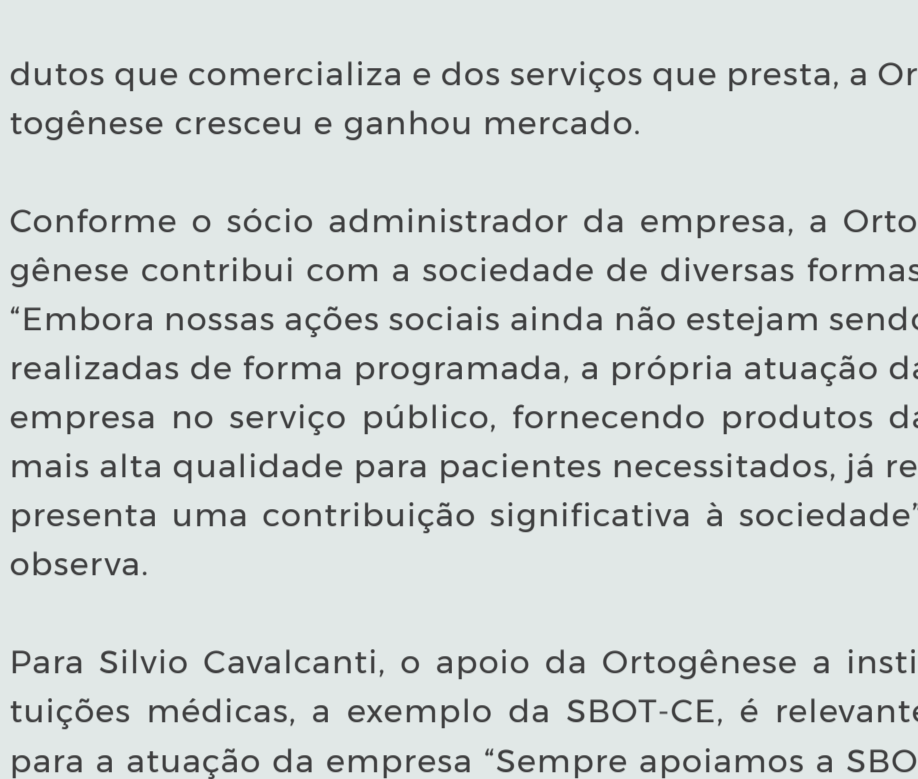 dutos que comercializa e dos serviços que presta, a Or
togênese cresceu e ganhou mercado.
Conforme o sócio administrador da empresa, a Orto
gênese contribui com a sociedade de diversas formas
“Embora nossas ações sociais ainda não estejam sendo
realizadas de forma programada, a própria atuação da
empresa no serviço público, fornecendo produtos da
mais alta qualidade para pacientes necessitados, já re
presenta uma contribuição significativa à sociedade”
observa.
Para Silvio Cavalcanti, o apoio da Ortogênese a insti
tuições médicas, a exemplo da SBOT-CE, é relevante
para a atuação da empresa “Sempre apoiamos a SBO